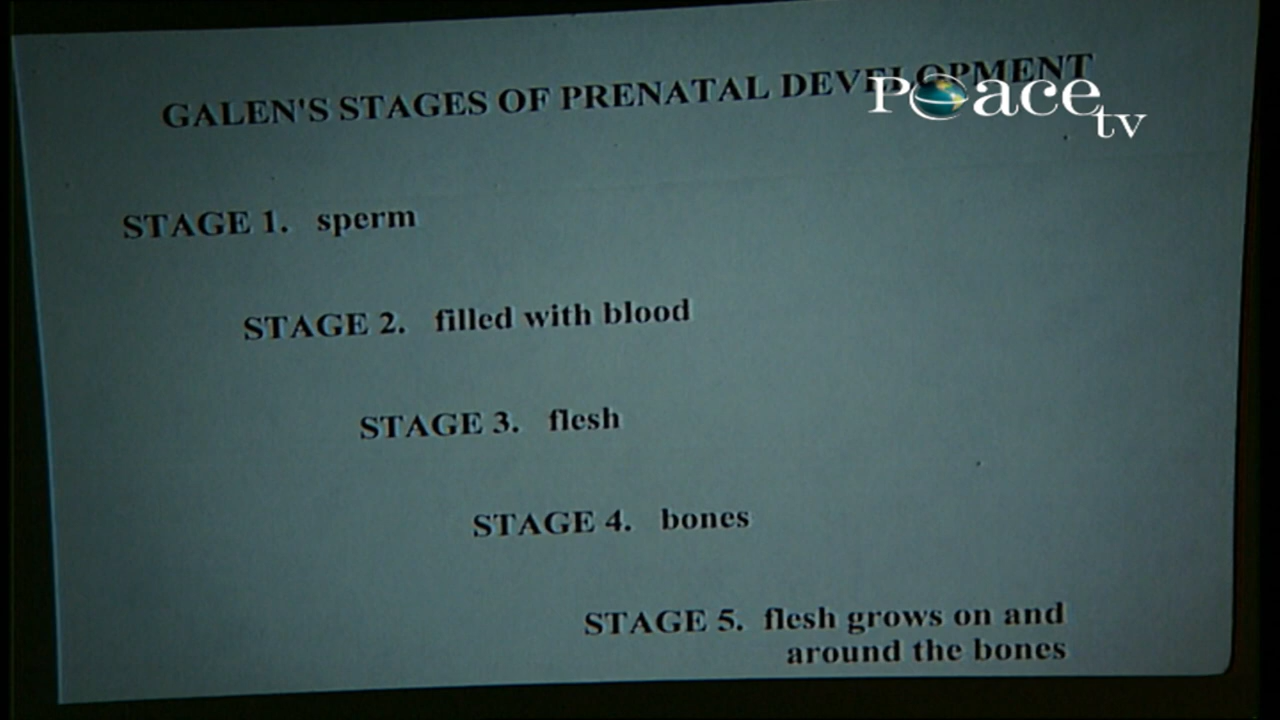 GALEN'S STAGES OF PRENATAL DEVELOPMENT
Peace tv
STAGE 1. sperm
STAGE 2. filled with blood
STAGE 3. flesh
STAGE 4. bones
STAGE 5. flesh grows on and
around the bones